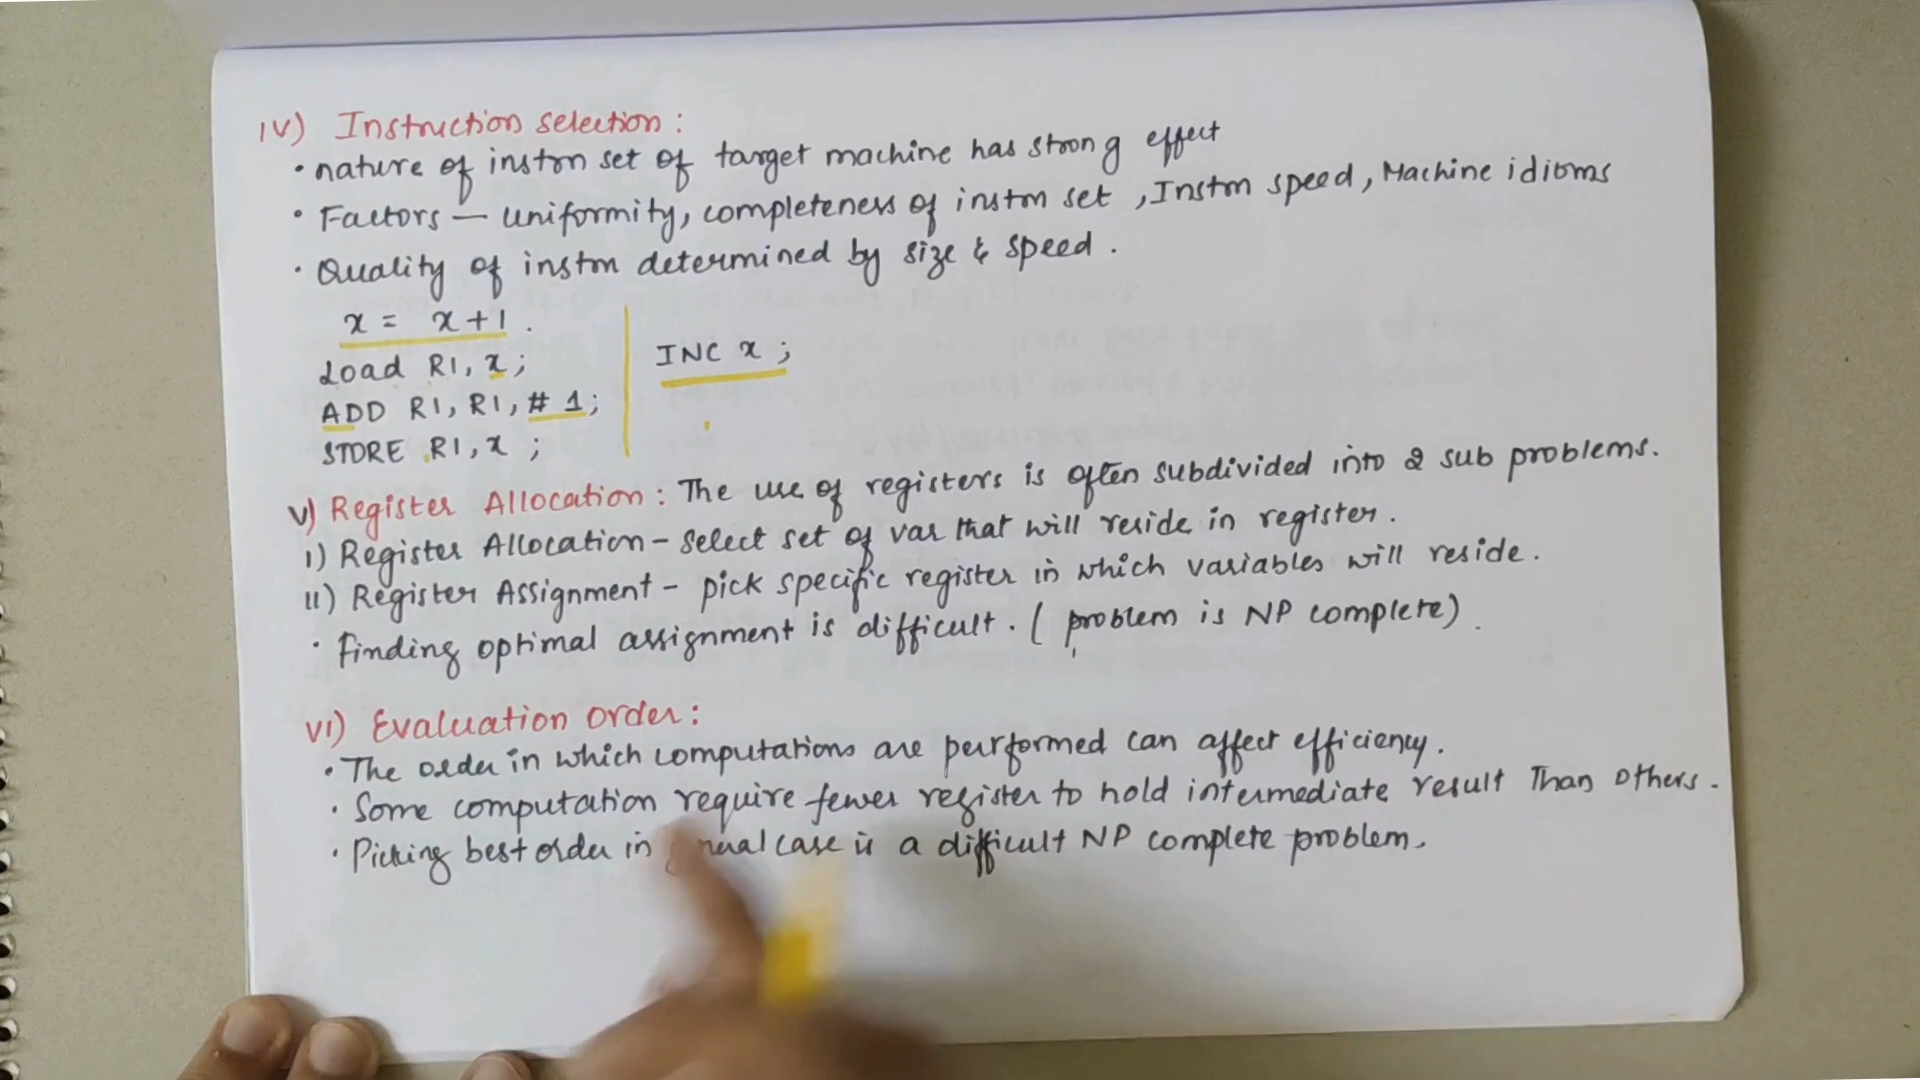 IV) Instruction selection :
• nature of instrn set of target machine has strong effect
• Factors — uniformity, completeness of instrn set , Instrn speed, Machine idioms
• Quality of instrn determined by size & speed .
x = x+1 .
Load R1, x;
ADD R1, R1, # 1;
STORE R1, x ;
INC x ;
V) Register Allocation : The use of registers is often subdivided into 2 sub problems.
I) Register Allocation - select set of var that will reside in register.
II) Register Assignment - pick specific register in which variables will reside.
• Finding optimal assignment is difficult. ( problem is NP complete) .
VI) Evaluation Order :
• The order in which computations are performed can affect efficiency.
• Some computation require fewer register to hold intermediate result Than others.
• Picking best order in case is a difficult NP complete problem.